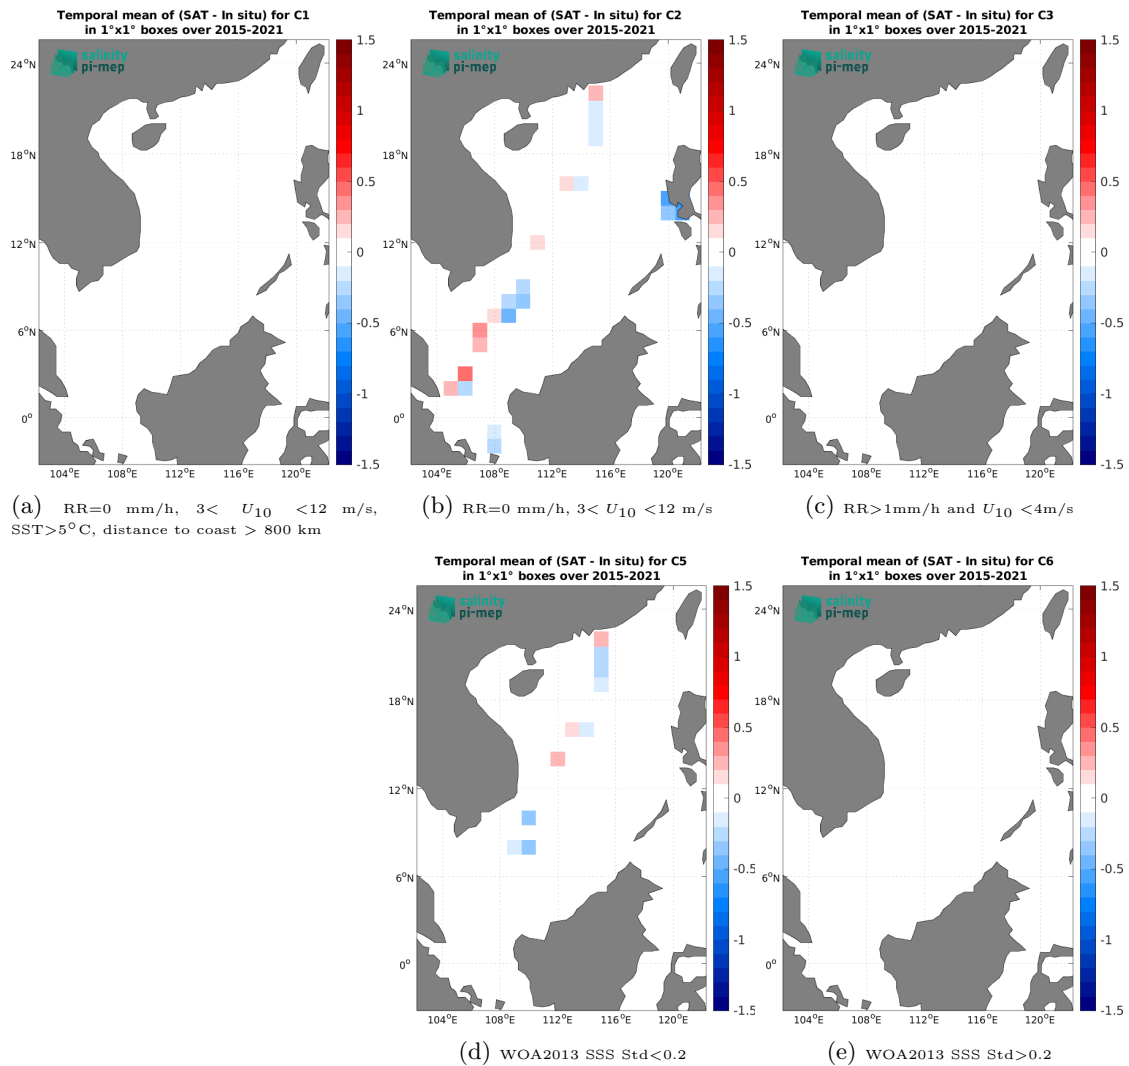 Temporal mean of (SAT - In situ) for C1
in 1°x1° boxes over 2015-2021
salinity
pi-mep
24°N
18°N
12°N
6°N
0°
104°E 108°E 112°E 116°E 120°E
1.5
1
0.5
0
-0.5
-1
-1.5
(a) RR=0 mm/h, 3< U10 <12 m/s,
SST>5°C, distance to coast > 800 km
Temporal mean of (SAT - In situ) for C2
in 1°x1° boxes over 2015-2021
salinity
pi-mep
24°N
18°N
12°N
6°N
0°
104°E 108°E 112°E 116°E 120°E
1.5
1
0.5
0
-0.5
-1
-1.5
(b) RR=0 mm/h, 3< U10 <12 m/s
Temporal mean of (SAT - In situ) for C3
in 1°x1° boxes over 2015-2021
salinity
pi-mep
24°N
18°N
12°N
6°N
0°
104°E 108°E 112°E 116°E 120°E
1.5
1
0.5
0
-0.5
-1
-1.5
(c) RR>1mm/h and U10 <4m/s
Temporal mean of (SAT - In situ) for C5
in 1°x1° boxes over 2015-2021
salinity
pi-mep
24°N
18°N
12°N
6°N
0°
104°E 108°E 112°E 116°E 120°E
1.5
1
0.5
0
-0.5
-1
-1.5
(d) WOA2013 SSS Std<0.2
Temporal mean of (SAT - In situ) for C6
in 1°x1° boxes over 2015-2021
salinity
pi-mep
24°N
18°N
12°N
6°N
0°
104°E 108°E 112°E 116°E 120°E
1.5
1
0.5
0
-0.5
-1
-1.5
(e) WOA2013 SSS Std>0.2